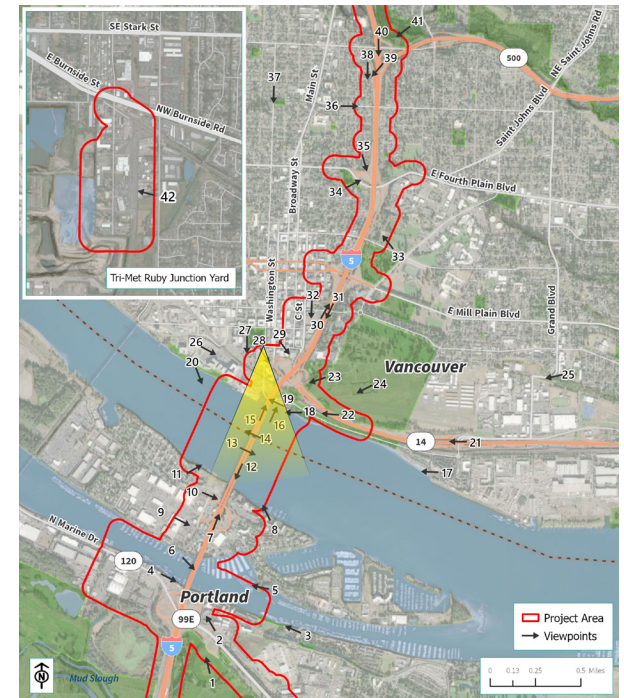 SE Stark St
E Burnside St
NW Burnside Rd
42
Tri-Met Ruby Junction Yard
41
40
38
39
500
NE Saint Johns Rd
37
Main St
36
Saint Johns Blvd
35
34
E Fourth Plain Blvd
Broadway St
33
5
Washington St
C St
32
31
30
E Mill Plain Blvd
Grand Blvd
29
28
27
26
20
Vancouver
23
24
25
19
18
22
15
16
14
21
13
14
12
17
11
10
9
8
7
N Marine Dr
6
120
4
5
Portland
99E
3
2
5
1
Mud Slough
N
Project Area
Viewpoints
0 0.13 0.25 0.5 Miles